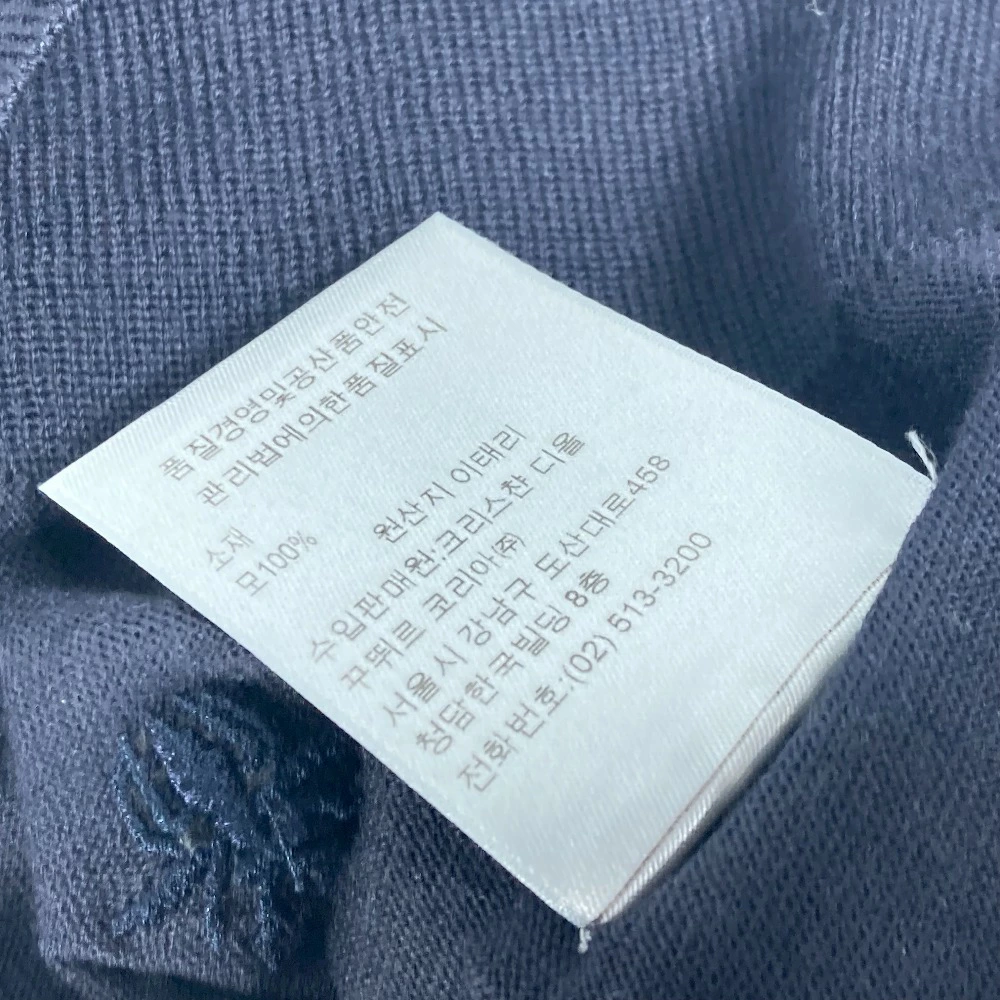 품질경영및공산품안전
관리법에의한품질표시
소재
모100%
원산지 이태리
수입판매원:크리스챤 디올
꾸뛰르 코리아(주)
서울시 강남구 도산대로458
청담한국빌딩 8층
전화번호:(02) 513-3200